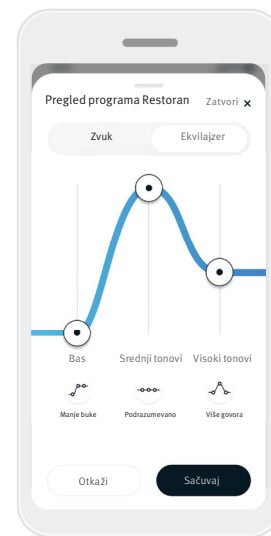 Pregled programa Restoran Zatvori ×
Zvuk Ekvilajzer
Bas Srednji tonovi Visoki tonovi
Manje buke Podrazumevano Više govora
Otkaži Sačuvaj